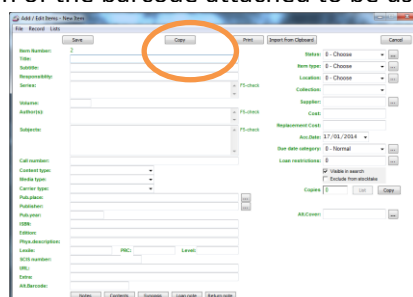 of the barcode attached to be as
Add / Edit Items - New Item
File Record Lists
Save Copy Print Import from Clipboard Cancel
Item Number: 2 Status: 0 - Choose ...
Title: Item type: 0 - Choose ...
Subtitle: Location: 0 - Choose ...
Responsibility: Collection:
Series: F5-check Supplier: ...
Volume: Cost:
Author(s): F5-check Replacement Cost:
Acc.Date: 17/01/2014
Subjects: F5-check Due date category: 0 - Normal ...
Call number: Loan restrictions: 0 ...
Content type: Visible in search
Media type: Exclude from stocktake
Carrier type: Copies 0 List Copy
Pub.place: ...
Publisher: ... Alt.Cover: ...
Pub.year:
ISBN:
Edition:
Phys.description:
Lexile: PRC: Level:
SCIS number:
URL:
Extra:
Alt.Barcode:
Notes Contents Synopsis Loan note Return note